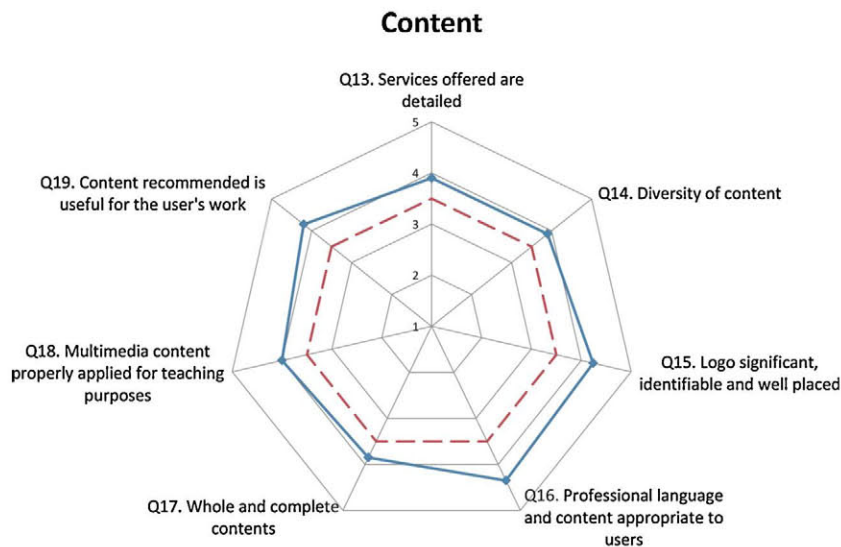 Content
Q13. Services offered are
detailed
5
4
3
2
1
Q14. Diversity of content
Q15. Logo significant,
identifiable and well placed
Q16. Professional language
and content appropriate to
users
Q17. Whole and complete
contents
Q18. Multimedia content
properly applied for teaching
purposes
Q19. Content recommended is
useful for the user's work